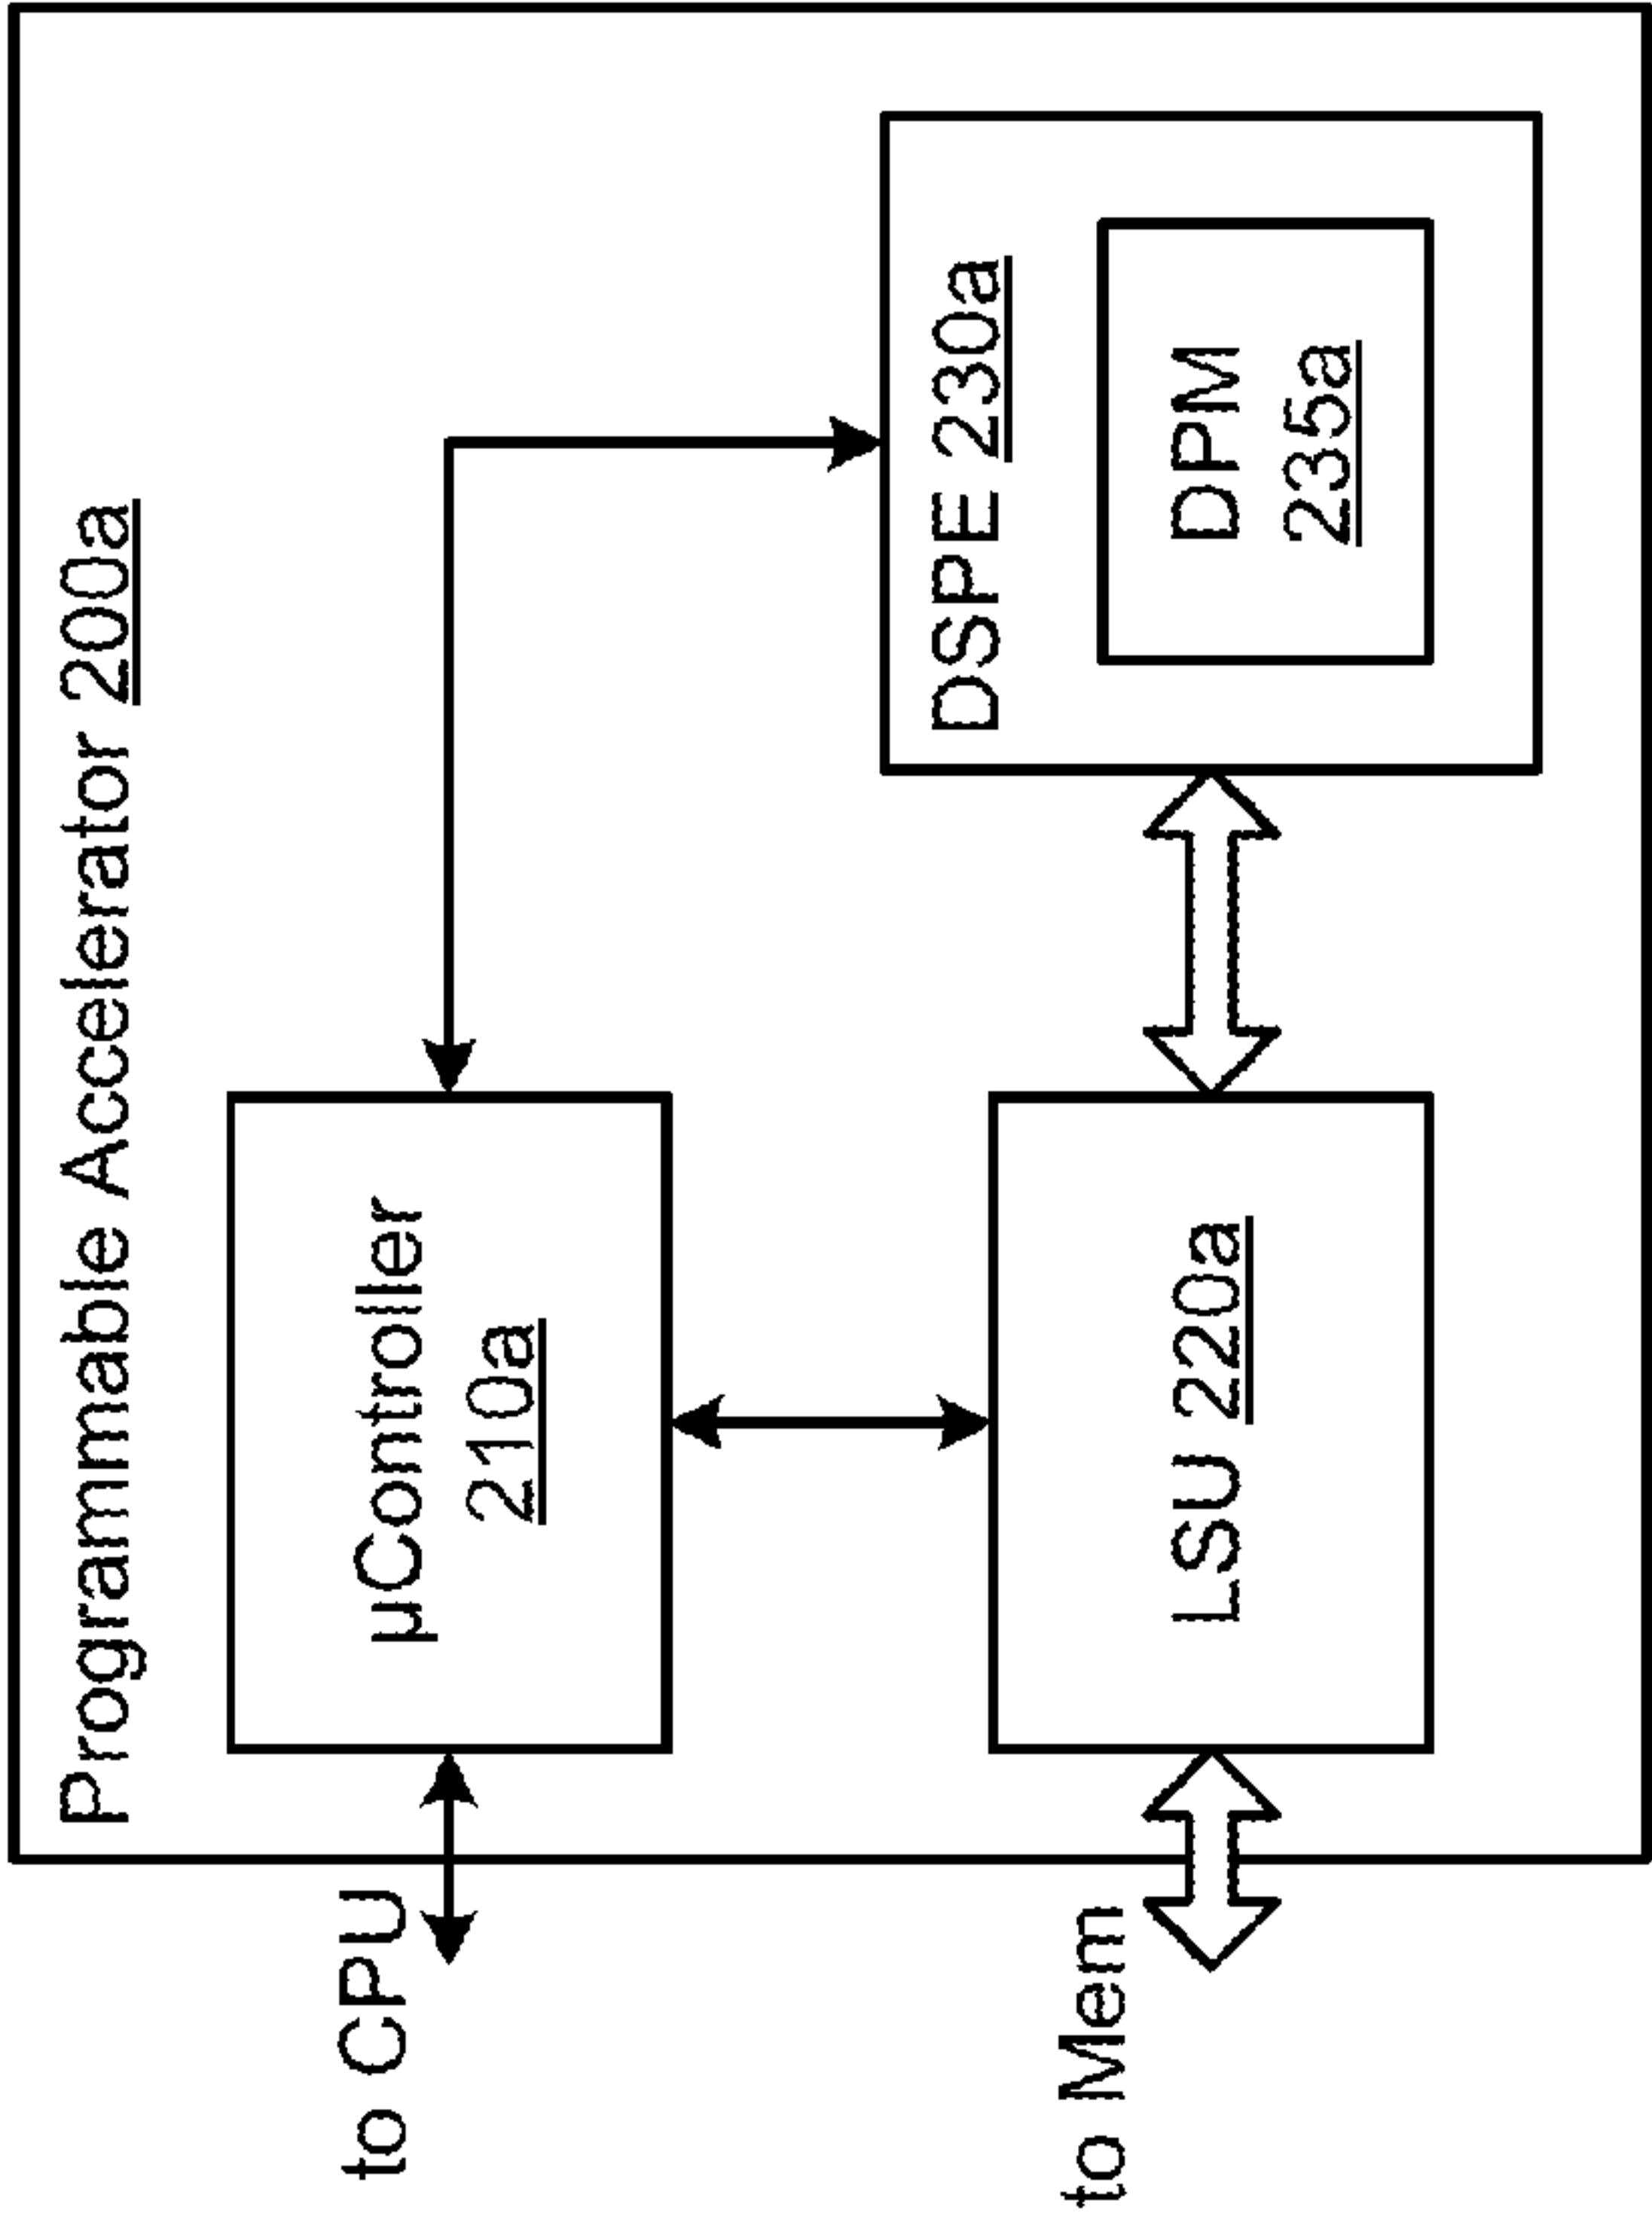 Programmable Accelerator 200a
to CPU
µController
210a
DSPE 230a
DPM
235a
to Mem
LSU 220a